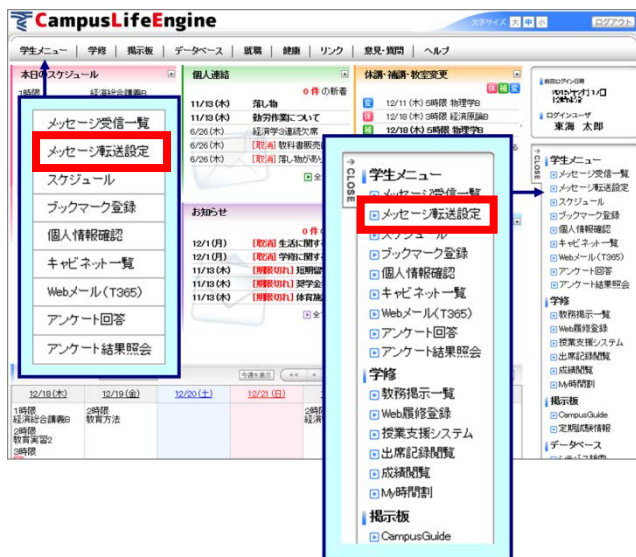 CampusLifeEngine
文字サイズ 大 中 小
ログアウト
学生メニュー | 学修 | 掲示板 | データベース | 就職 | 健康 | リンク | 意見・質問 | ヘルプ
本日のスケジュール
1時限 経済総合講義B
メッセージ受信一覧
メッセージ転送設定
スケジュール
ブックマーク登録
個人情報確認
キャビネット一覧
Webメール(T365)
アンケート回答
アンケート結果照会
個人連絡
0 件 の新着
11/13 (木) 落し物
11/13 (木) 勤労作業について
6/26 (木) 経済学3連続欠席
6/26 (木) [取消] 教科書販売
6/26 (木) [取消] 落し物があり
全
お知らせ
0 件
12/1 (月) [取消] 生活に関す
12/1 (月) [取消] 学修に関す
11/13 (木) [期限切れ] 短期留
11/13 (木) [期限切れ] 奨学金
11/13 (木) [期限切れ] 体育施
全
休講・補講・教室変更
休 補 変
変 12/11 (木) 5時限 物理学B
休 12/18 (木) 3時限 経済原論B
補 12/18 (木) 5時限 物理学B
CLOSE
学生メニュー
メッセージ受信一覧
メッセージ転送設定
スケジュール
ブックマーク登録
個人情報確認
キャビネット一覧
Webメール(T365)
アンケート回答
アンケート結果照会
学修
教務掲示一覧
Web履修登録
授業支援システム
出席記録閲覧
成績閲覧
My時間割
掲示板
CampusGuide
前回ログイン日時
ログインユーザ
東海 太郎
CLOSE
学生メニュー
メッセージ受信一覧
メッセージ転送設定
スケジュール
ブックマーク登録
個人情報確認
キャビネット一覧
Webメール(T365)
アンケート回答
アンケート結果照会
学修
教務掲示一覧
Web履修登録
授業支援システム
出席記録閲覧
成績閲覧
My時間割
掲示板
CampusGuide
定期試験情報
データベース
今週を表示 << <
12/18 (木) 12/19 (金) 12/20 (土) 12/21 (日)
1時限
経済総合講義B
2時限
教育実習2
3時限
2時限
教育方法